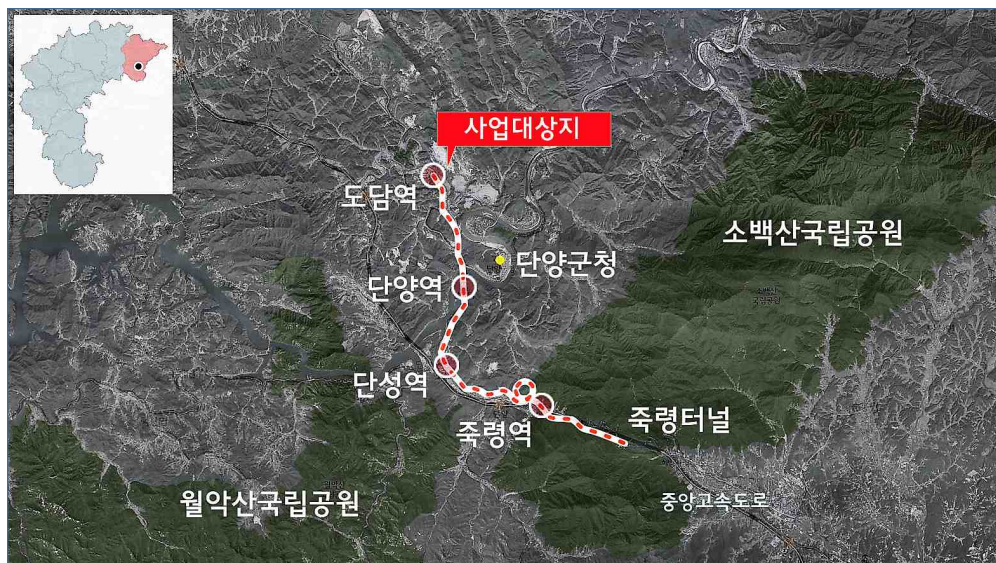 사업대상지
도담역
소백산국립공원
단양군청
단양역
단성역
죽령역
죽령터널
월악산국립공원
중앙고속도로